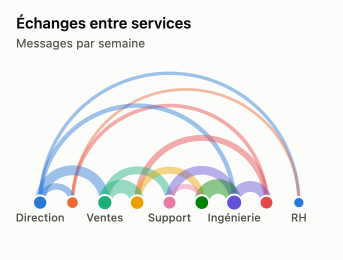 Échanges entre services
Messages par semaine
Direction Ventes Support Ingénierie RH